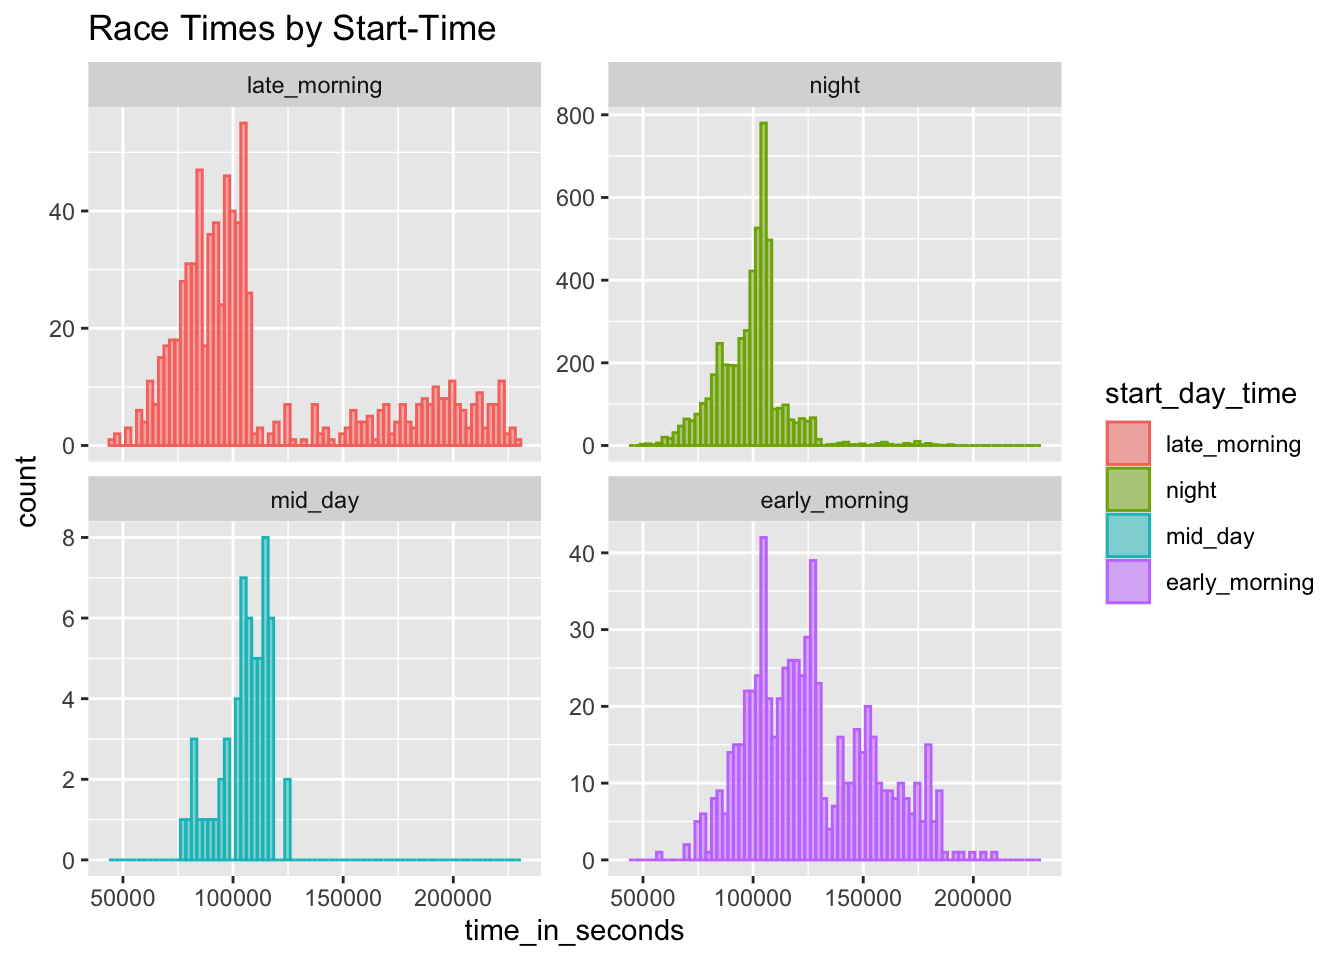 Race Times by Start-Time
late_morning
night
40
20
0
800
600
400
200
0
mid_day
early_morning
8
6
4
2
0
40
30
20
10
0
50000 100000 150000 200000
50000 100000 150000 200000
time_in_seconds
count
start_day_time
late_morning
night
mid_day
early_morning